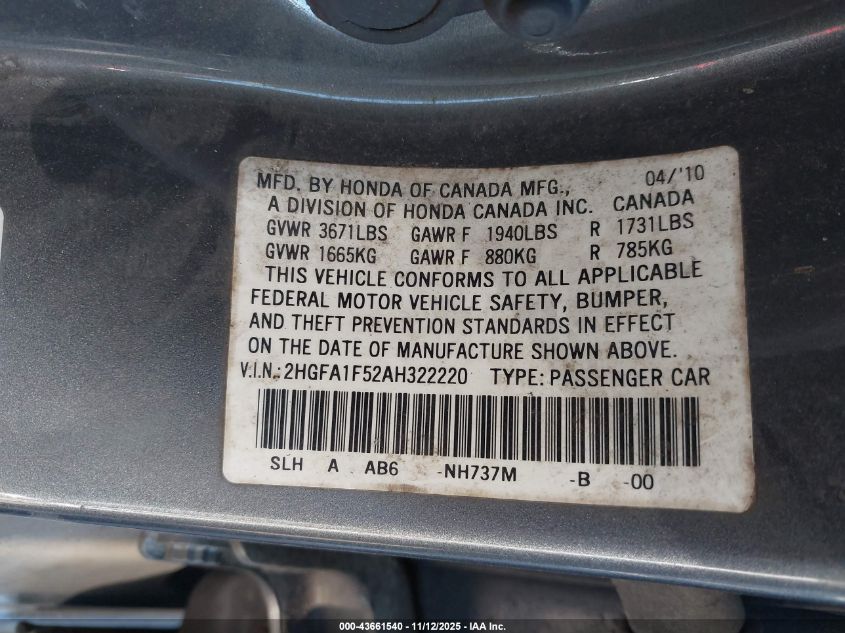 MFD. BY HONDA OF CANADA MFG., 04/'10
A DIVISION OF HONDA CANADA INC. CANADA
GVWR 3671LBS GAWR F 1940LBS R 1731LBS
GVWR 1665KG GAWR F 880KG R 785KG
THIS VEHICLE CONFORMS TO ALL APPLICABLE
FEDERAL MOTOR VEHICLE SAFETY, BUMPER,
AND THEFT PREVENTION STANDARDS IN EFFECT
ON THE DATE OF MANUFACTURE SHOWN ABOVE.
V.I.N.:2HGFA1F52AH322220 TYPE: PASSENGER CAR
SLH A AB6 -NH737M -B -00
000-43661540 - 11/12/2025 - IAA Inc.